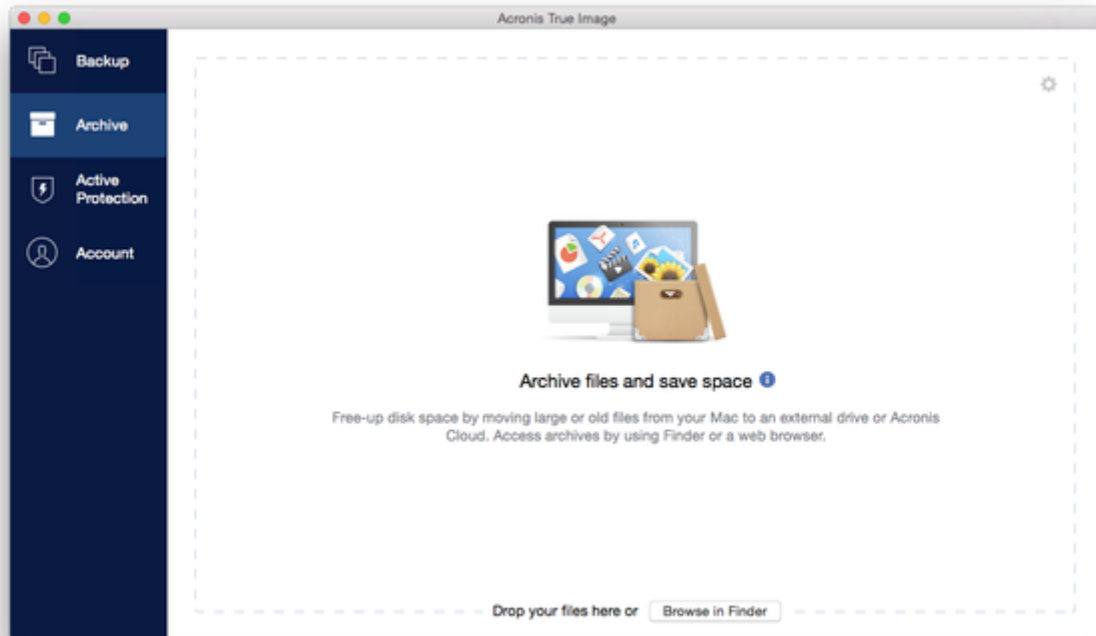 Acronis True Image
Backup
Archive
Active
Protection
Account
Archive files and save space
Free-up disk space by moving large or old files from your Mac to an external drive or Acronis
Cloud. Access archives by using Finder or a web browser.
Drop your files here or Browse in Finder